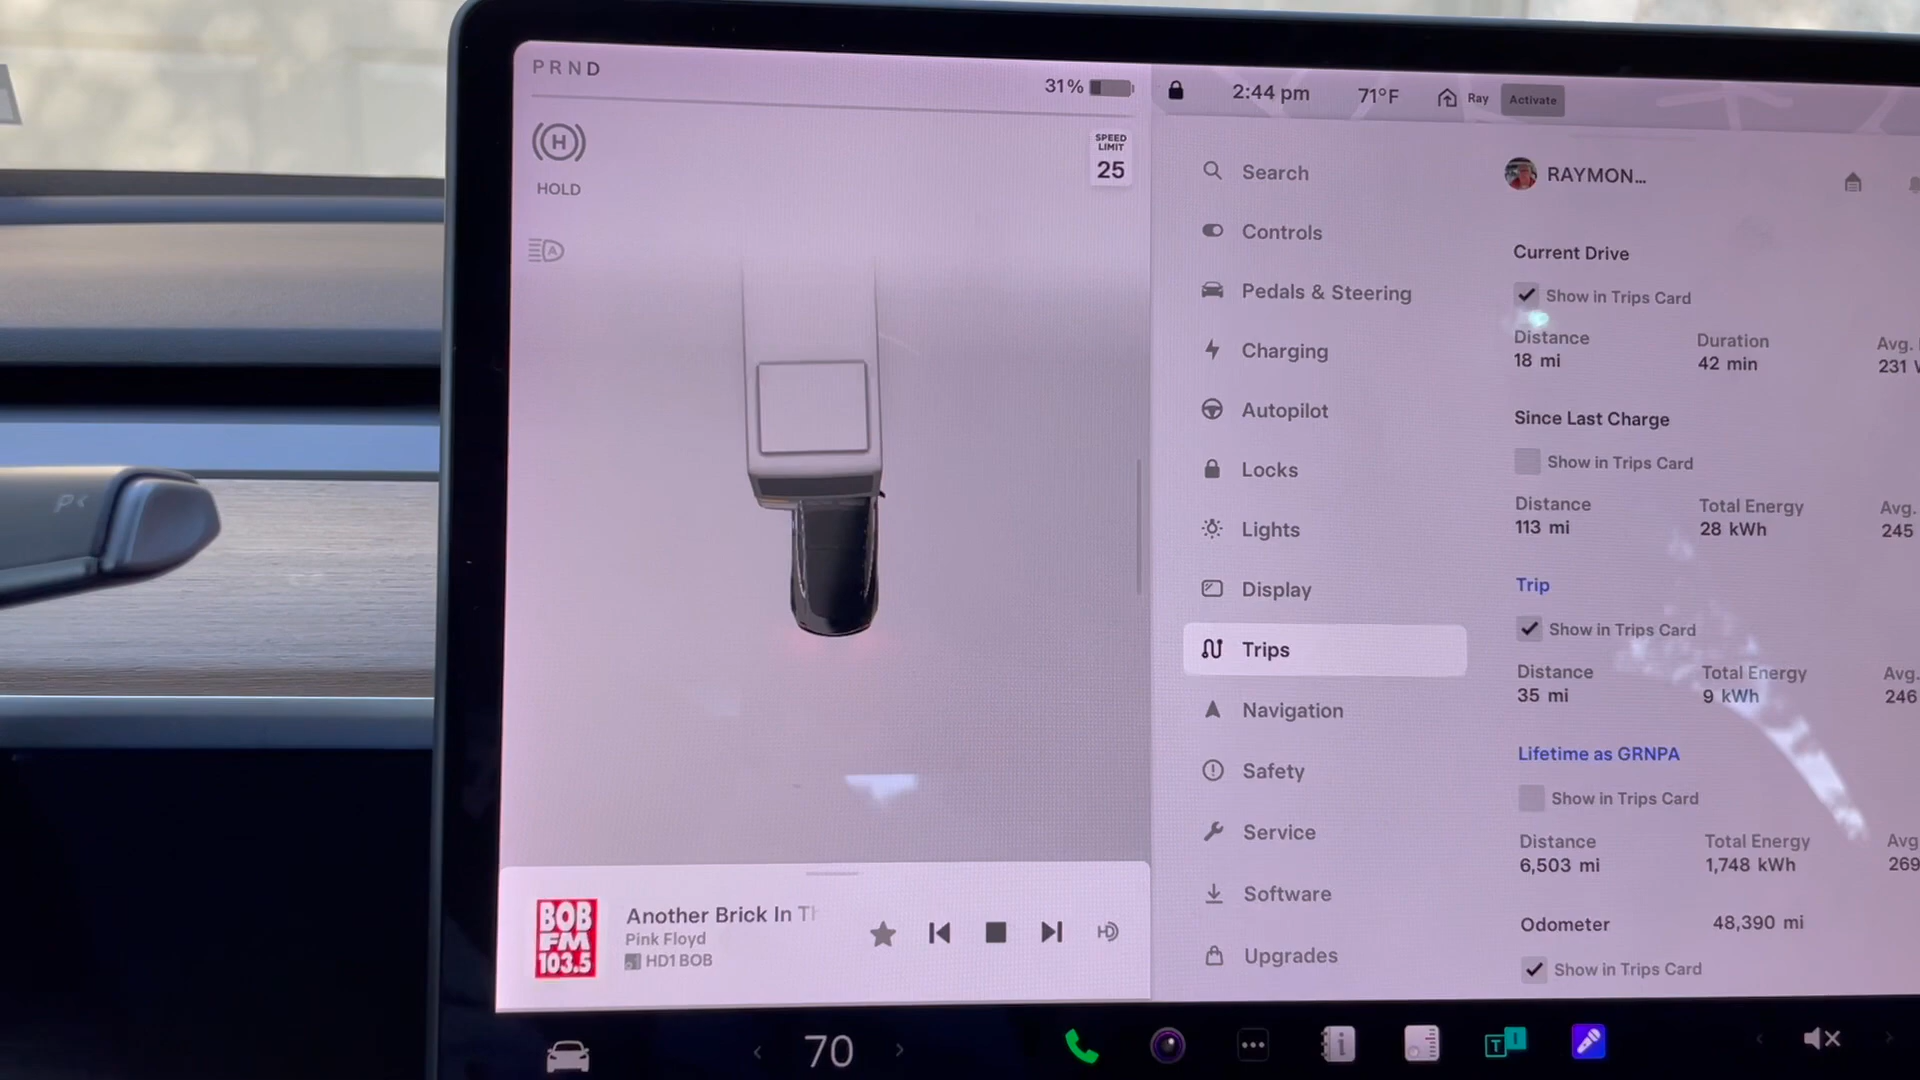 PRND
31%
HOLD
A
H
SPEED
LIMIT
25
2:44 pm
71°F
Ray
Activate
Search
Controls
Pedals & Steering
Charging
Autopilot
Locks
Lights
Display
Trips
Navigation
Safety
Service
Software
Upgrades
RAYMON...
Current Drive
Show in Trips Card
Distance
Duration
Avg.
18 mi
42 min
231
Since Last Charge
Show in Trips Card
Distance
Total Energy
Avg.
113 mi
28 kWh
245
Trip
Show in Trips Card
Distance
Total Energy
Avg.
35 mi
9 kWh
246
Lifetime as GRNPA
Show in Trips Card
Distance
Total Energy
Avg
6,503 mi
1,748 kWh
269
Odometer
48,390 mi
Show in Trips Card
BOB
FM
103.5
Another Brick In Th
Pink Floyd
HD1 BOB
HD
70
T
P